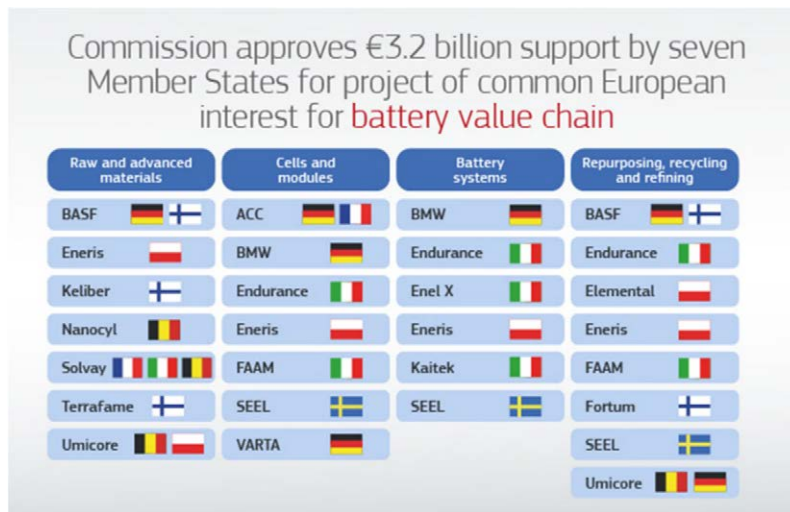 Commission approves €3.2 billion support by seven
Member States for project of common European
interest for battery value chain
Raw and advanced
materials
BASF
Eneris
Keliber
Nanocyl
Solvay
Terrafame
Umicore
Cells and
modules
ACC
BMW
Endurance
Eneris
FAAM
SEEL
VARTA
Battery
systems
BMW
Endurance
Enel X
Eneris
Kaitek
SEEL
Repurposing, recycling
and refining
BASF
Endurance
Elemental
Eneris
FAAM
Fortum
SEEL
Umicore